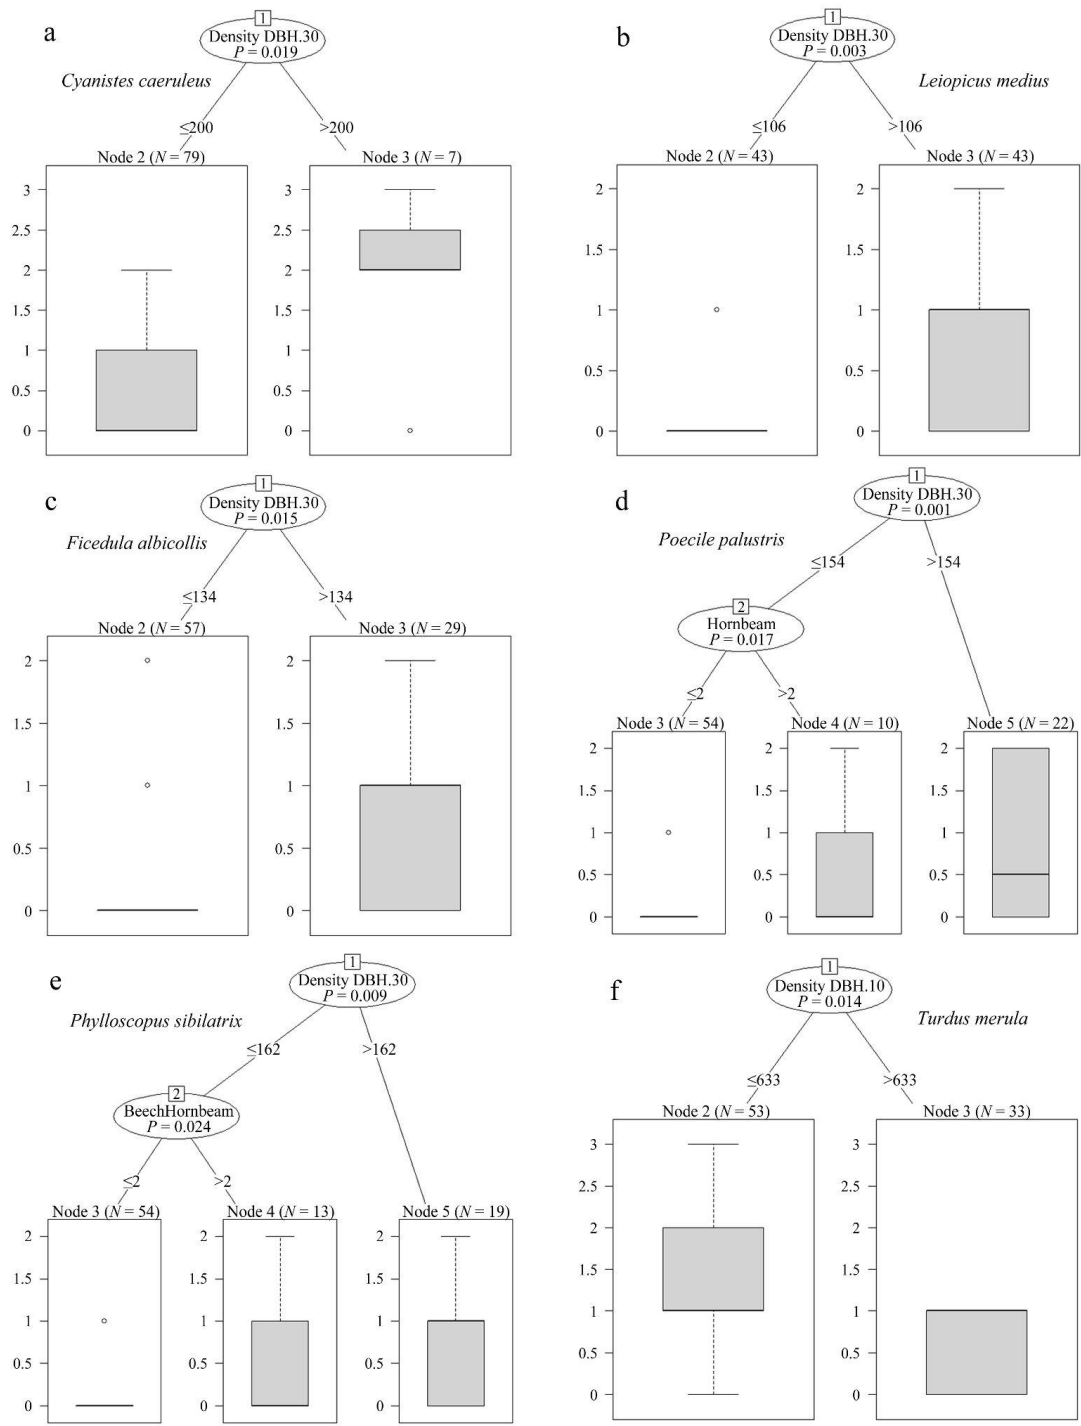 a
1
Density DBH.30
P = 0.019
Cyanistes caeruleus
≤200
>200
Node 2 (N = 79)
Node 3 (N = 7)
3
2.5
2
1.5
1
0.5
0
3
2.5
2
1.5
1
0.5
0
b
1
Density DBH.30
P = 0.003
Leiopicus medius
≤106
>106
Node 2 (N = 43)
Node 3 (N = 43)
2
1.5
1
0.5
0
2
1.5
1
0.5
0
c
1
Density DBH.30
P = 0.015
Ficedula albicollis
≤134
>134
Node 2 (N = 57)
Node 3 (N = 29)
2
1.5
1
0.5
0
2
1.5
1
0.5
0
d
1
Density DBH.30
P = 0.001
Poecile palustris
≤154
>154
2
Hornbeam
P = 0.017
≤2
>2
Node 3 (N = 54)
Node 4 (N = 10)
Node 5 (N = 22)
2
1.5
1
0.5
0
2
1.5
1
0.5
0
2
1.5
1
0.5
0
e
1
Density DBH.30
P = 0.009
Phylloscopus sibilatrix
≤162
>162
2
BeechHornbeam
P = 0.024
≤2
>2
Node 3 (N = 54)
Node 4 (N = 13)
Node 5 (N = 19)
2
1.5
1
0.5
0
2
1.5
1
0.5
0
2
1.5
1
0.5
0
f
1
Density DBH.10
P = 0.014
Turdus merula
≤633
>633
Node 2 (N = 53)
Node 3 (N = 33)
3
2.5
2
1.5
1
0.5
0
3
2.5
2
1.5
1
0.5
0